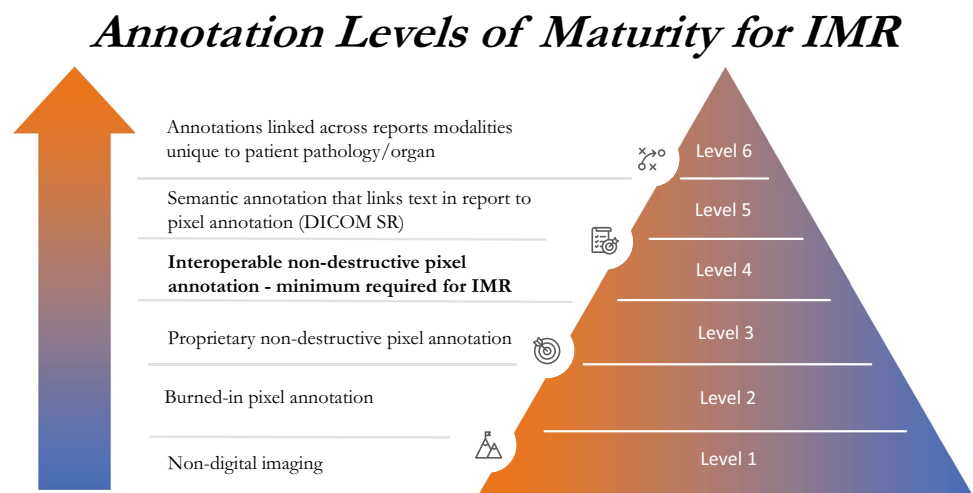 Annotation Levels of Maturity for IMR
Annotations linked across reports modalities
unique to patient pathology/organ
Level 6
Semantic annotation that links text in report to
pixel annotation (DICOM SR)
Level 5
Interoperable non-destructive pixel
annotation - minimum required for IMR
Level 4
Proprietary non-destructive pixel annotation
Level 3
Burned-in pixel annotation
Level 2
Non-digital imaging
Level 1